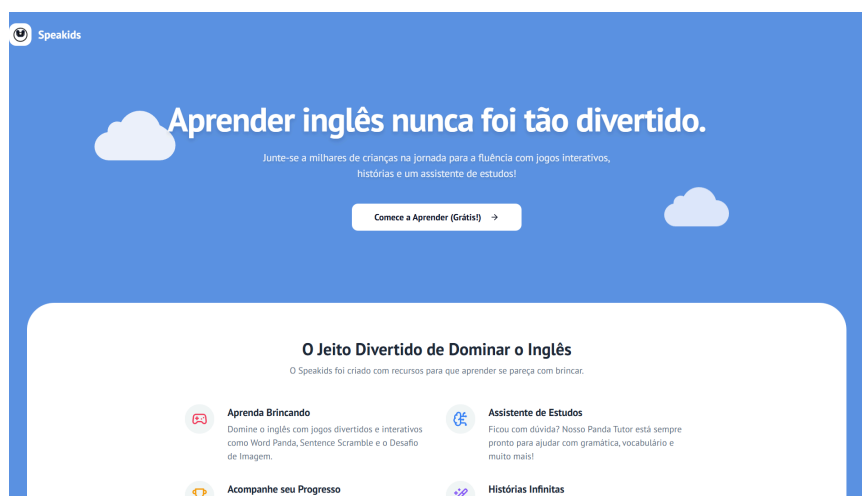 Speakids
Aprender inglês nunca foi tão divertido.
Junte-se a milhares de crianças na jornada para a fluência com jogos interativos,
histórias e um assistente de estudos!
Comece a Aprender (Grátis!) →
O Jeito Divertido de Dominar o Inglês
O Speakids foi criado com recursos para que aprender se pareça com brincar.
Aprenda Brincando
Domine o inglês com jogos divertidos e interativos
como Word Panda, Sentence Scramble e o Desafio
de Imagem.
Assistente de Estudos
Ficou com dúvida? Nosso Panda Tutor está sempre
pronto para ajudar com gramática, vocabulário e
muito mais!
Acompanhe seu Progresso
Histórias Infinitas